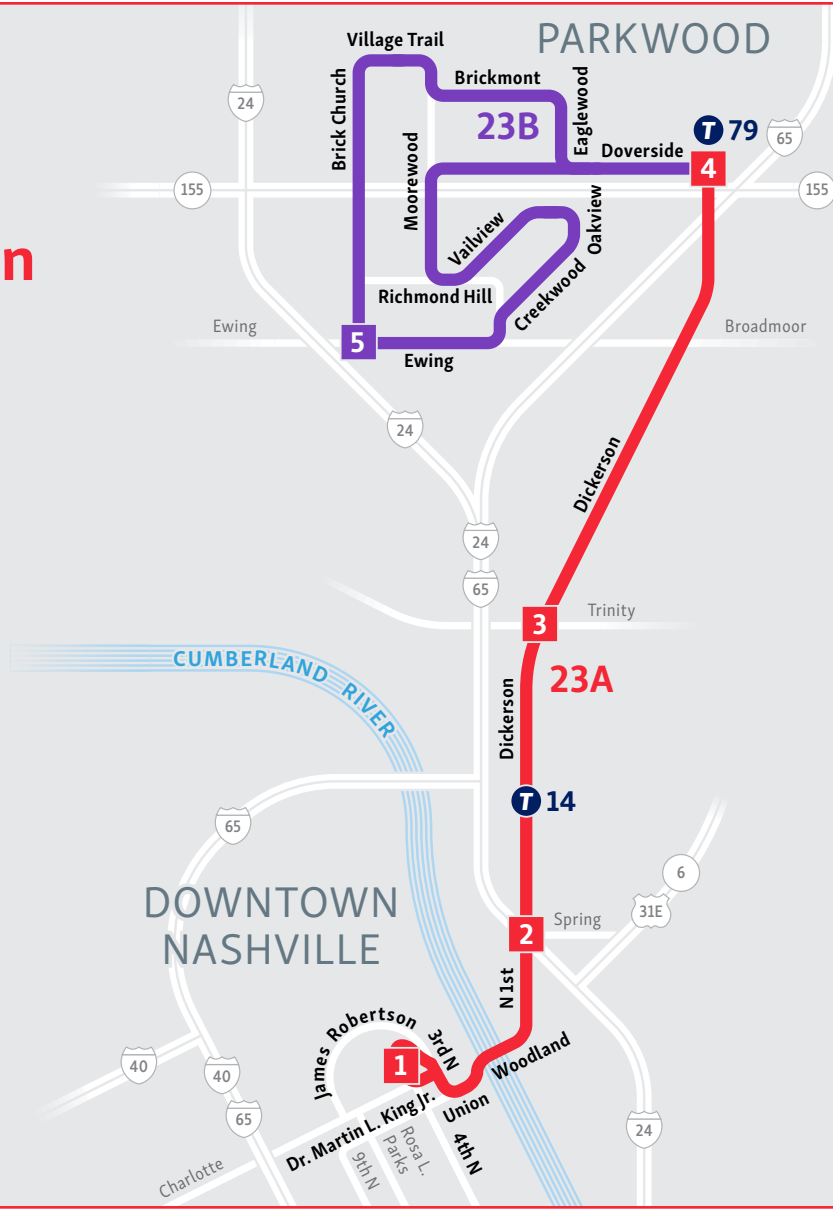 PARKWOOD
Village Trail
Brickmont
Brick Church
23B
Eaglewood
24
T 79
65
Doverside
4
155
155
Moorewood
Oakview
Vailview
n
Richmond Hill
Creekwood
Ewing
Broadmoor
5
Ewing
24
Dickerson
24
65
Trinity
3
23A
CUMBERLAND RIVER
Dickerson
T 14
65
6
31E
DOWNTOWN
NASHVILLE
Spring
2
N 1st
James Robertson
3rd N
1
Woodland
40
40
Union
65
Dr. Martin L. King Jr.
4th N
Rosa L.
Parks
9th N
24
Charlotte